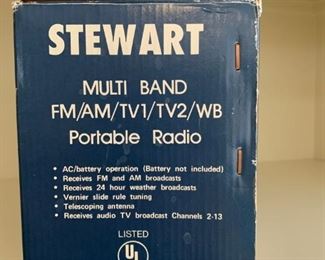 STEWART
MULTI BAND
FM/AM/TV1/TV2/WB
Portable Radio
• AC/battery operation (Battery not included)
• Receives FM and AM broadcasts
• Receives 24 hour weather broadcasts
• Vernier slide rule tuning
• Telescoping antenna
• Receives audio TV broadcast Channels 2-13
LISTED
UL